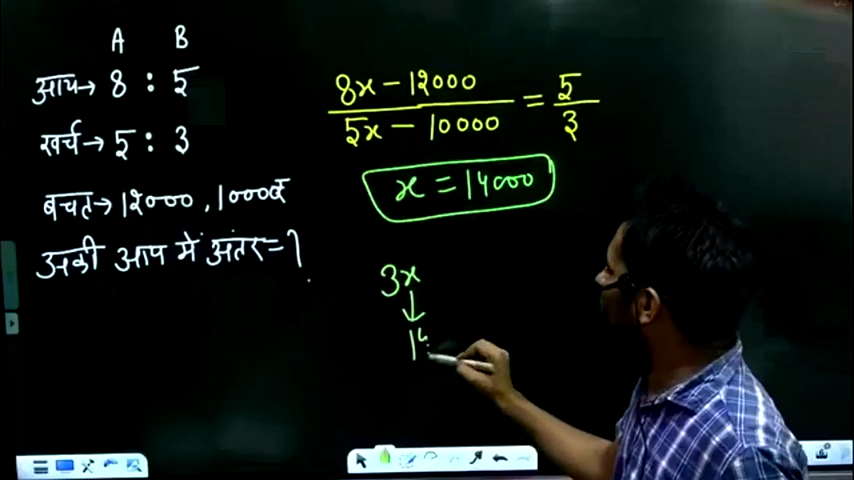 A B
आय→ 8 : 5
खर्च→ 5 : 3
बचत→ 12000, 10000
उनकी आय में अंतर=?
8x - 12000 / 5x - 10000 = 5 / 3
x = 14000
3x
↓
14